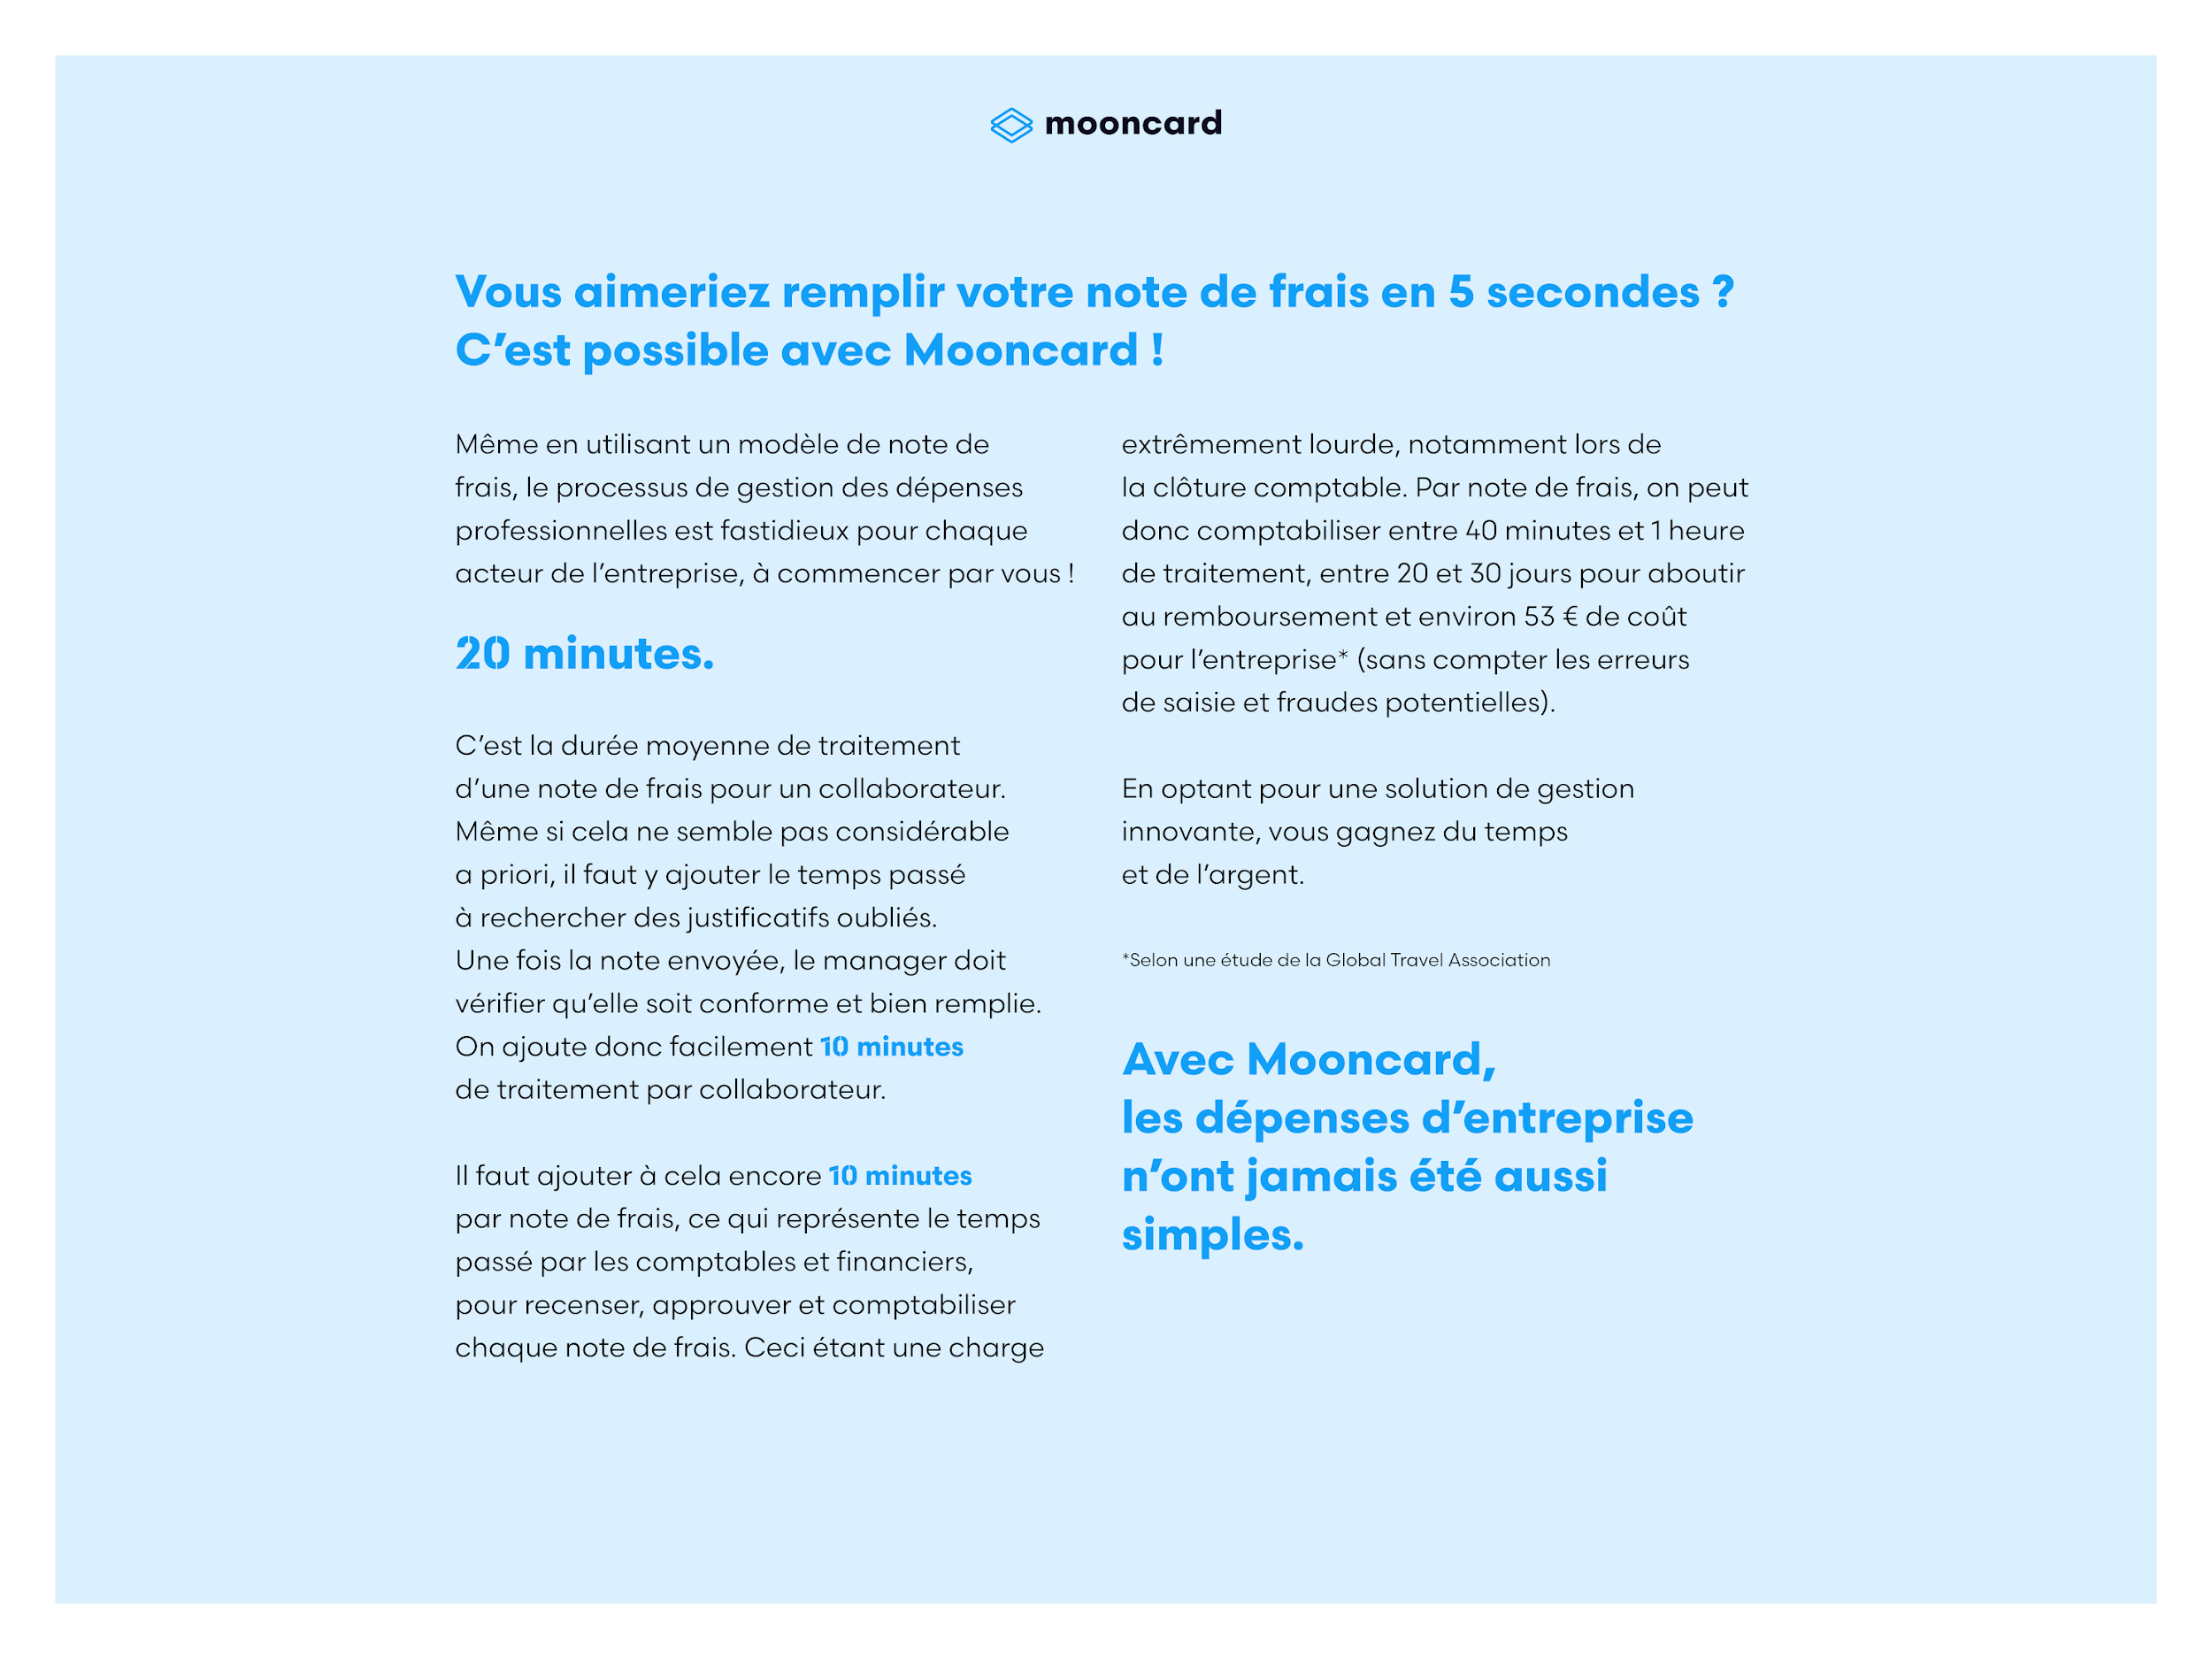 mooncard
Vous aimeriez remplir votre note de frais en 5 secondes ?
C’est possible avec Mooncard !
Même en utilisant un modèle de note de
frais, le processus de gestion des dépenses
professionnelles est fastidieux pour chaque
acteur de l’entreprise, à commencer par vous !
20 minutes.
C’est la durée moyenne de traitement
d’une note de frais pour un collaborateur.
Même si cela ne semble pas considérable
a priori, il faut y ajouter le temps passé
à rechercher des justificatifs oubliés.
Une fois la note envoyée, le manager doit
vérifier qu’elle soit conforme et bien remplie.
On ajoute donc facilement 10 minutes
de traitement par collaborateur.
Il faut ajouter à cela encore 10 minutes
par note de frais, ce qui représente le temps
passé par les comptables et financiers,
pour recenser, approuver et comptabiliser
chaque note de frais. Ceci étant une charge
extrêmement lourde, notamment lors de
la clôture comptable. Par note de frais, on peut
donc comptabiliser entre 40 minutes et 1 heure
de traitement, entre 20 et 30 jours pour aboutir
au remboursement et environ 53 € de coût
pour l’entreprise* (sans compter les erreurs
de saisie et fraudes potentielles).
En optant pour une solution de gestion
innovante, vous gagnez du temps
et de l’argent.
*Selon une étude de la Global Travel Association
Avec Mooncard,
les dépenses d’entreprise
n’ont jamais été aussi
simples.